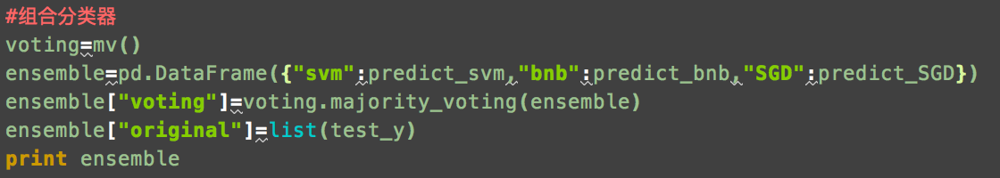 #组合分类器
voting=mv()
ensemble=pd.DataFrame({"svm":predict_svm,"bnb":predict_bnb,"SGD":predict_SGD})
ensemble["voting"]=voting.majority_voting(ensemble)
ensemble["original"]=list(test_y)
print ensemble